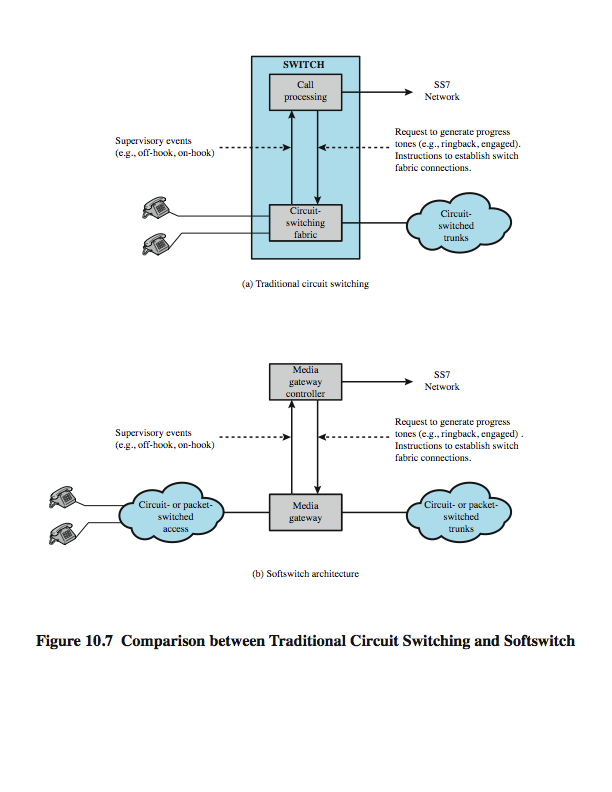 SWITCH
Call
processing
SS7
Network
Supervisory events
(e.g., off-hook, on-hook)
Request to generate progress
tones (e.g., ringback, engaged).
Instructions to establish switch
fabric connections.
Circuit-
switching
fabric
Circuit-
switched
trunks
(a) Traditional circuit switching
Media
gateway
controller
SS7
Network
Supervisory events
(e.g., off-hook, on-hook)
Request to generate progress
tones (e.g., ringback, engaged) .
Instructions to establish switch
fabric connections.
Circuit- or packet-
switched
access
Media
gateway
Circuit- or packet-
switched
trunks
(b) Softswitch architecture
Figure 10.7 Comparison between Traditional Circuit Switching and Softswitch